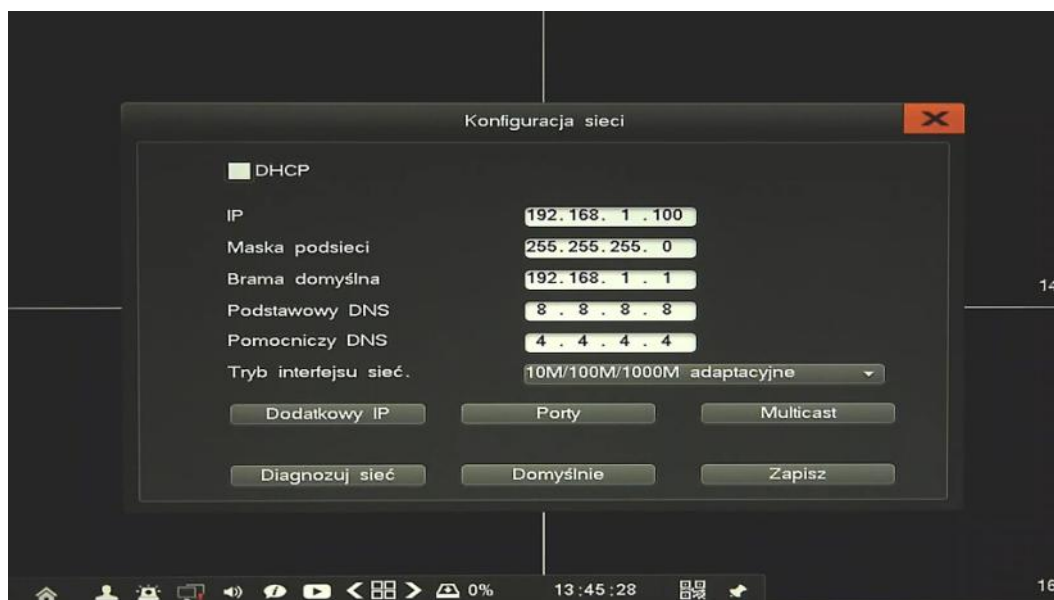 Konfiguracja sieci
DHCP
IP 192.168. 1 .100
Maska podsieci 255.255.255. 0
Brama domyślna 192.168. 1 . 1
Podstawowy DNS 8 . 8 . 8 . 8
Pomocniczy DNS 4 . 4 . 4 . 4
Tryb interfejsu sieć. 10M/100M/1000M adaptacyjne
Dodatkowy IP Porty Multicast
Diagnozuj sieć Domyślnie Zapisz
14
0% 13:45:28 16